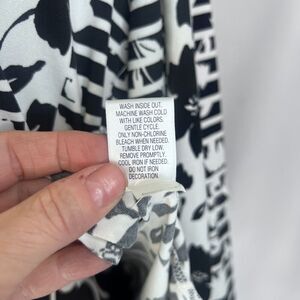 WASH INSIDE OUT.
MACHINE WASH COLD
WITH LIKE COLORS.
GENTLE CYCLE.
ONLY NON-CHLORINE
BLEACH WHEN NEEDED.
TUMBLE DRY LOW.
REMOVE PROMPTLY.
COOL IRON IF NEEDED.
DO NOT IRON
DECORATION.